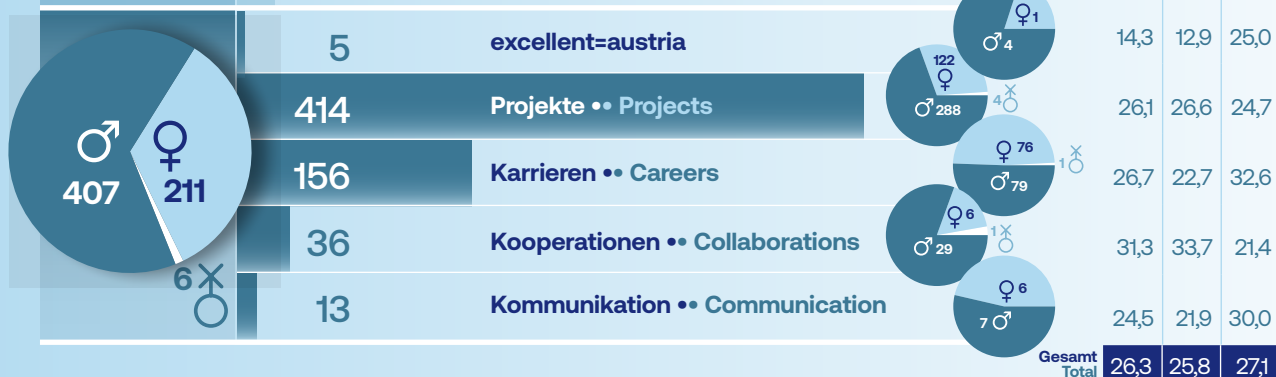 5 excellent=austria ♂4 ♀1 14,3 12,9 25,0
414 Projekte •• Projects 122 ♀ ♂288 4 26,1 26,6 24,7
♂ 407 ♀ 211
156 Karrieren •• Careers ♀ 76 ♂79 1 26,7 22,7 32,6
36 Kooperationen •• Collaborations ♀6 ♂29 1 31,3 33,7 21,4
6
13 Kommunikation •• Communication ♀6 7♂ 24,5 21,9 30,0
Gesamt
Total 26,3 25,8 27,1